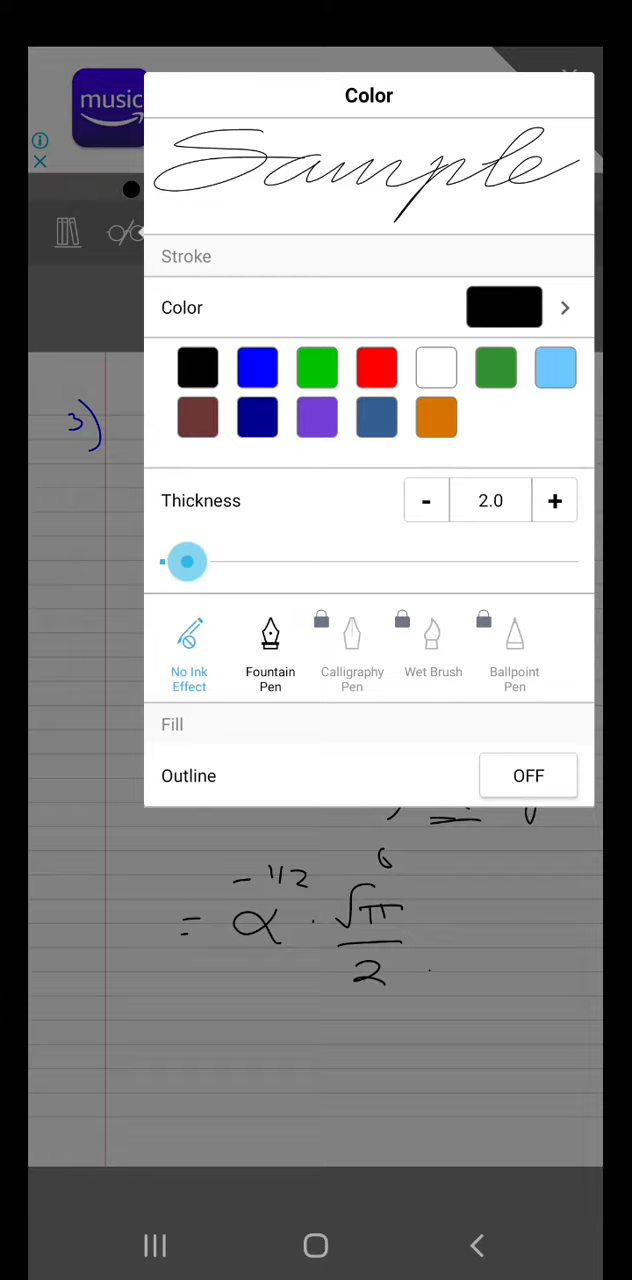 music
Color
Sample
Stroke
Color
Thickness
- 2.0 +
No Ink Effect
Fountain Pen
Calligraphy Pen
Wet Brush
Ballpoint Pen
Fill
Outline
OFF
3)
= α^{-1/2} · √π / 2